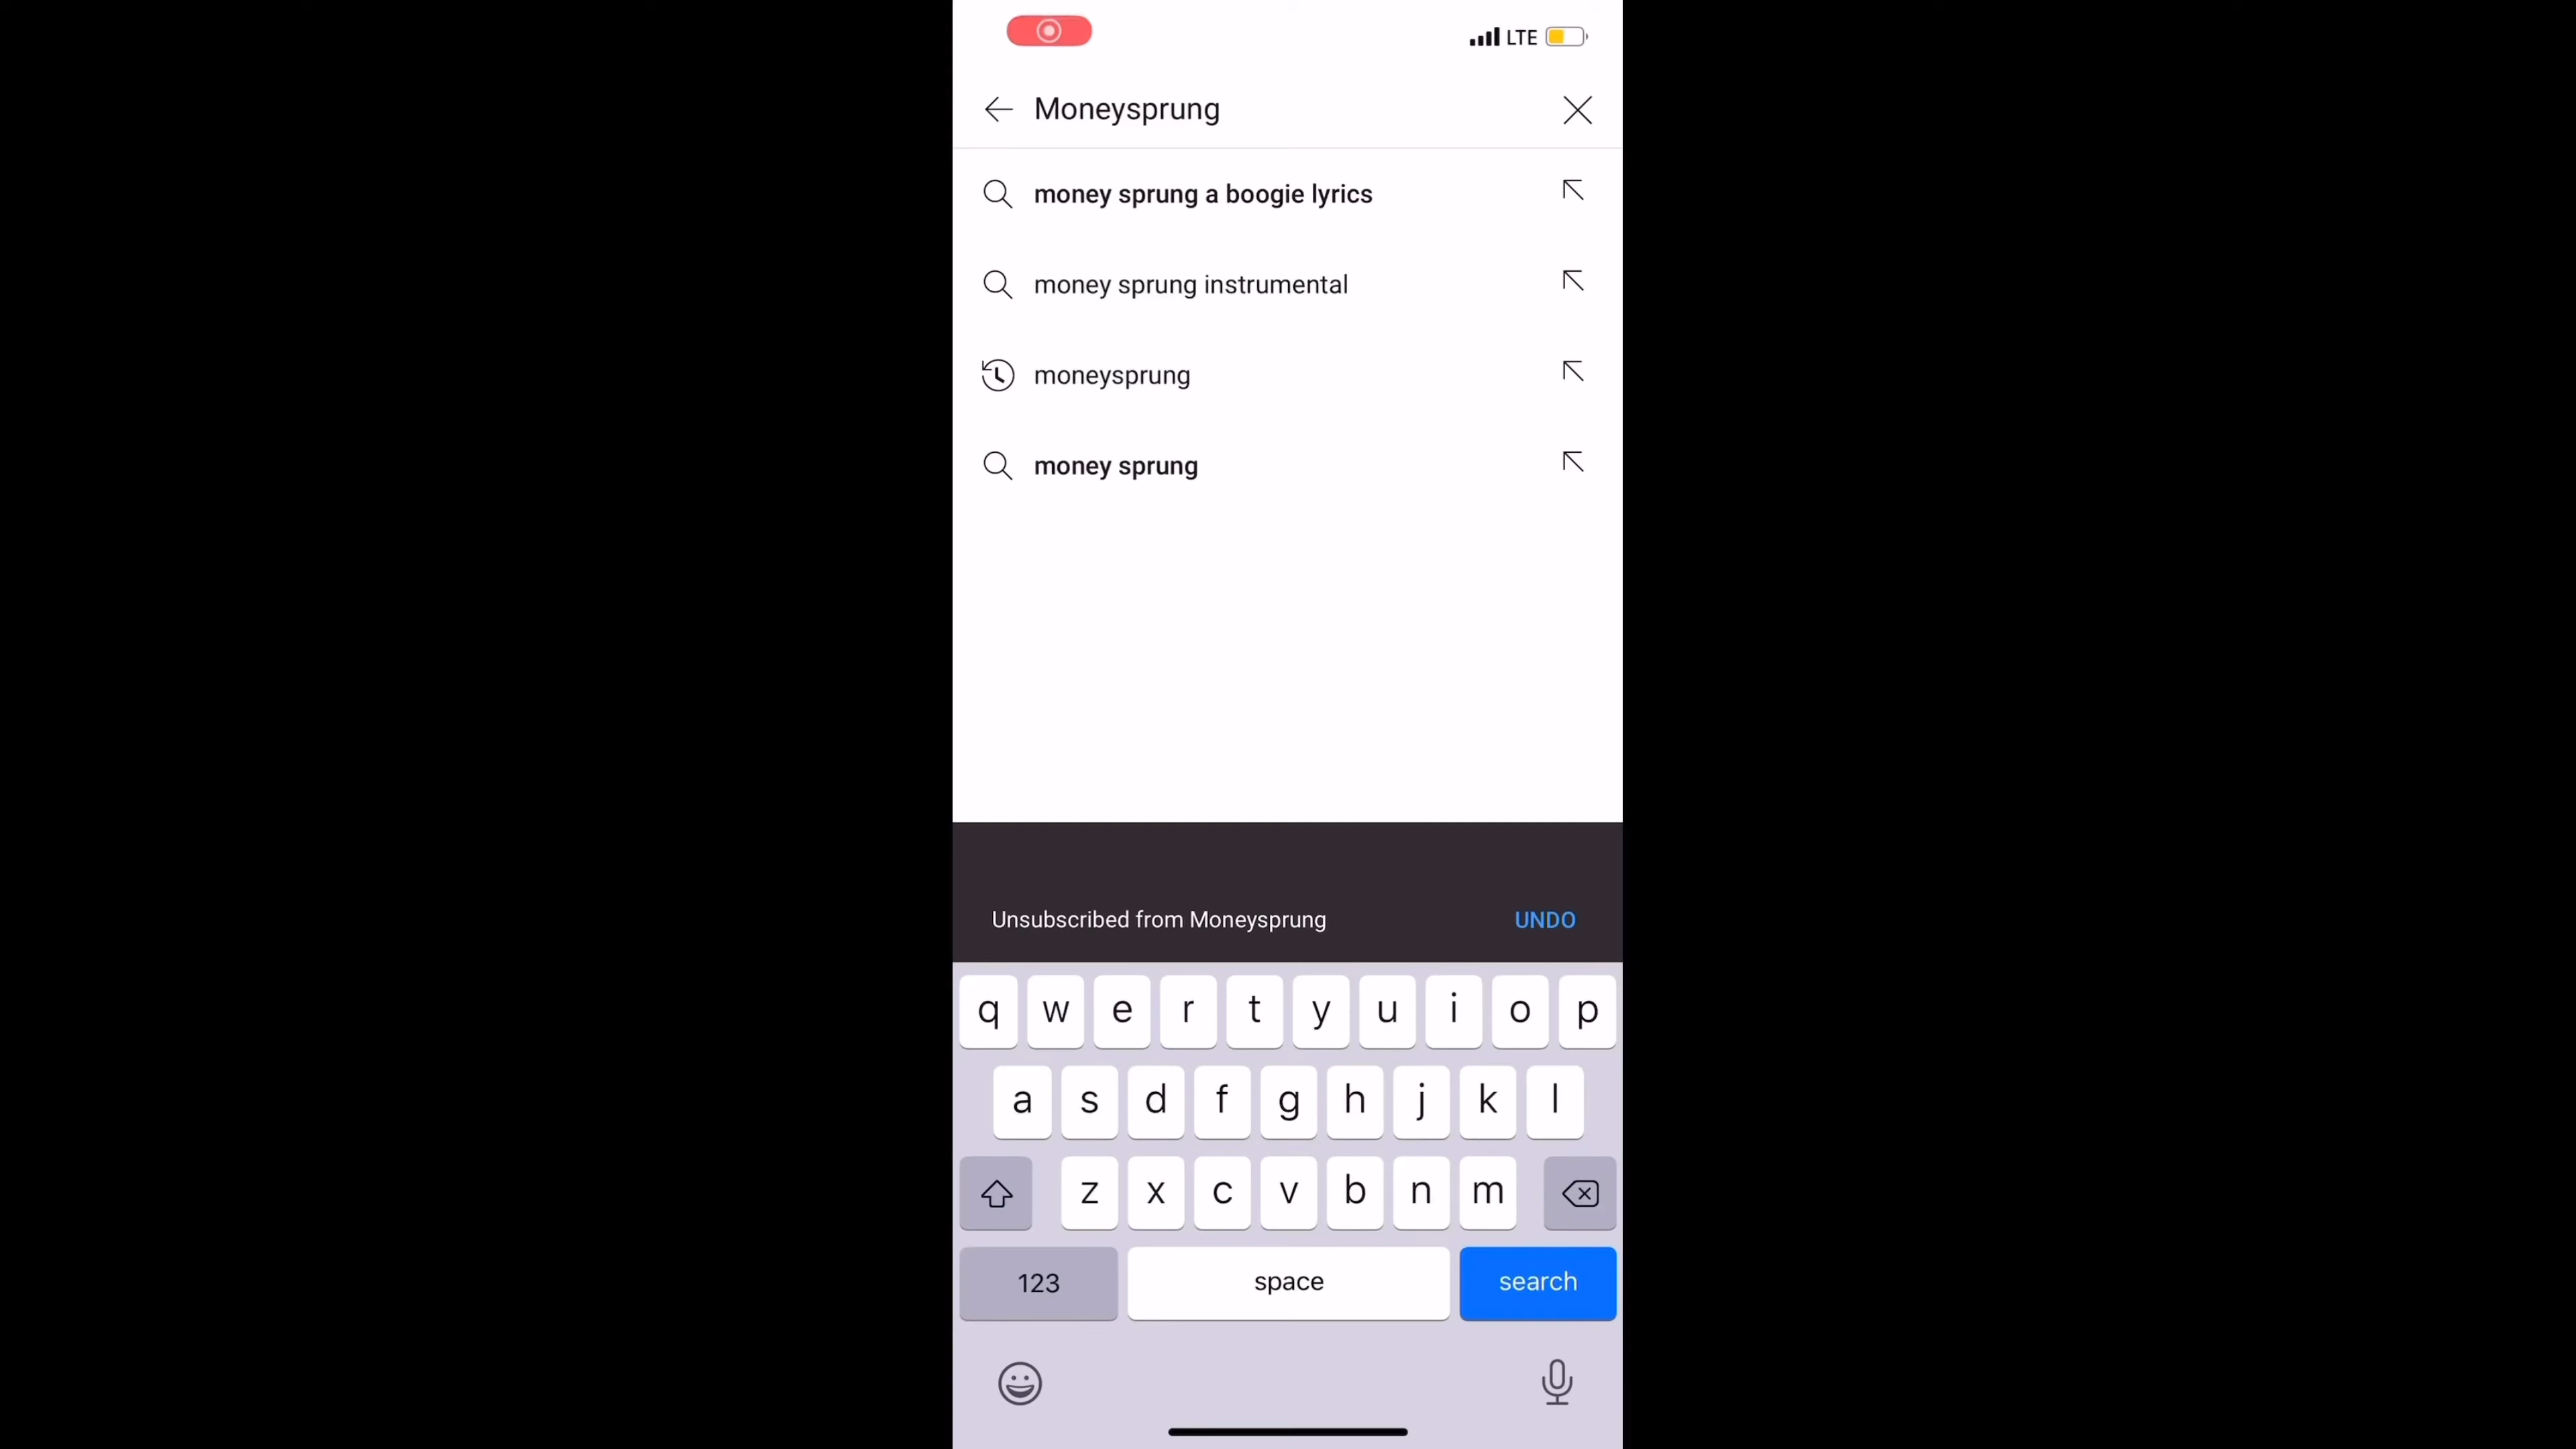 LTE
Moneysprung
money sprung a boogie lyrics
money sprung instrumental
moneysprung
money sprung
Unsubscribed from Moneysprung UNDO
q w e r t y u i o p
a s d f g h j k l
z x c v b n m
123 space search